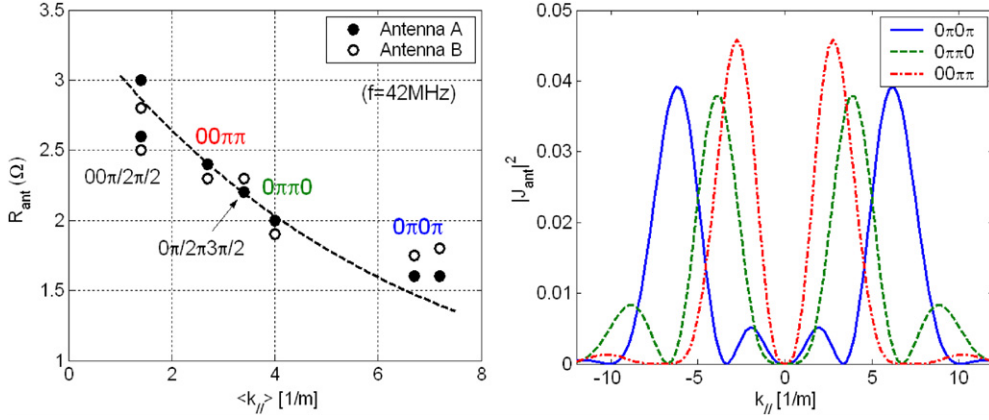 Antenna A
Antenna B
(f=42MHz)
00ππ
00π/2π/2
0ππ0
0π/2π3π/2
0π0π
R_ant (Ω)
3.5
3
2.5
2
1.5
1
0
2
4
6
8
<k_//> [1/m]
0π0π
0ππ0
00ππ
|J_ant|^2
0.05
0.04
0.03
0.02
0.01
0
-10
-5
0
5
10
k_// [1/m]